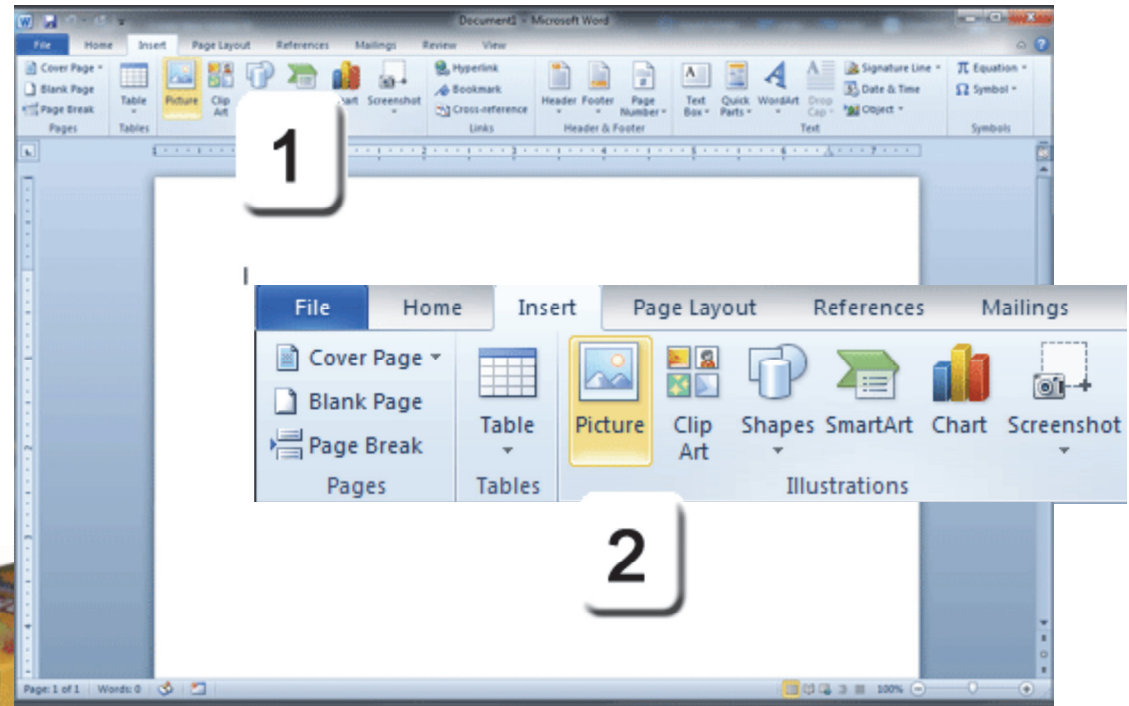 Document1 - Microsoft Word
File Home Insert Page Layout References Mailings Review View
Cover Page
Blank Page
Page Break
Pages
Table
Tables
Picture
Clip Art
Screenshot
Hyperlink
Bookmark
Cross-reference
Links
Header
Footer
Page Number
Header & Footer
Text Box
Quick Parts
WordArt
Drop Cap
Signature Line
Date & Time
Object
Text
π Equation
Ω Symbol
Symbols
1
File Home Insert Page Layout References Mailings
Cover Page
Blank Page
Page Break
Pages
Table
Tables
Picture
Clip
Art
Shapes
SmartArt
Chart
Screenshot
Illustrations
2
Page: 1 of 1 Words: 0 100%